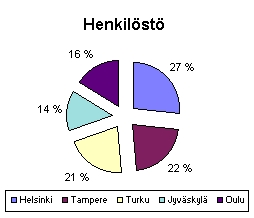 Henkilöstö
16 %
27 %
14 %
21 %
22 %
Helsinki Tampere Turku Jyväskylä Oulu